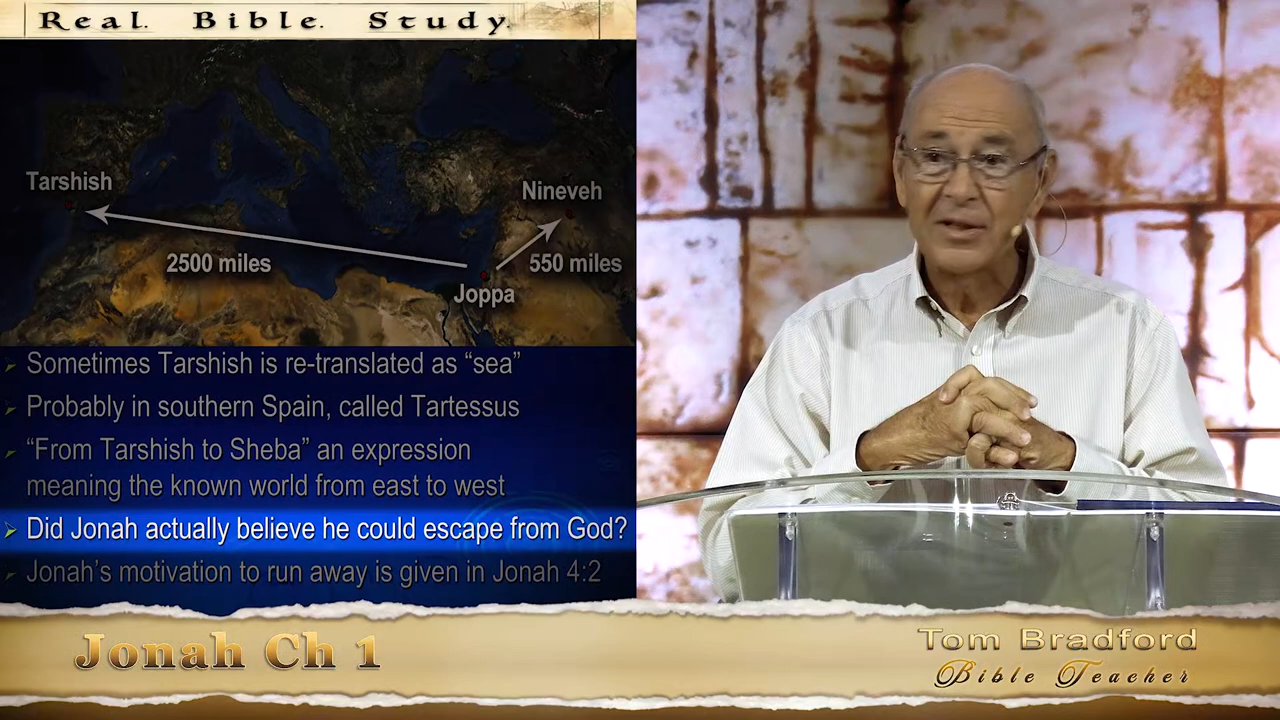 Real. Bible. Study.
Tarshish
Nineveh
2500 miles
550 miles
Joppa
Sometimes Tarshish is re-translated as “sea”
Probably in southern Spain, called Tartessus
“From Tarshish to Sheba” an expression
meaning the known world from east to west
Did Jonah actually believe he could escape from God?
Jonah’s motivation to run away is given in Jonah 4:2
Jonah Ch 1
Tom Bradford
Bible Teacher